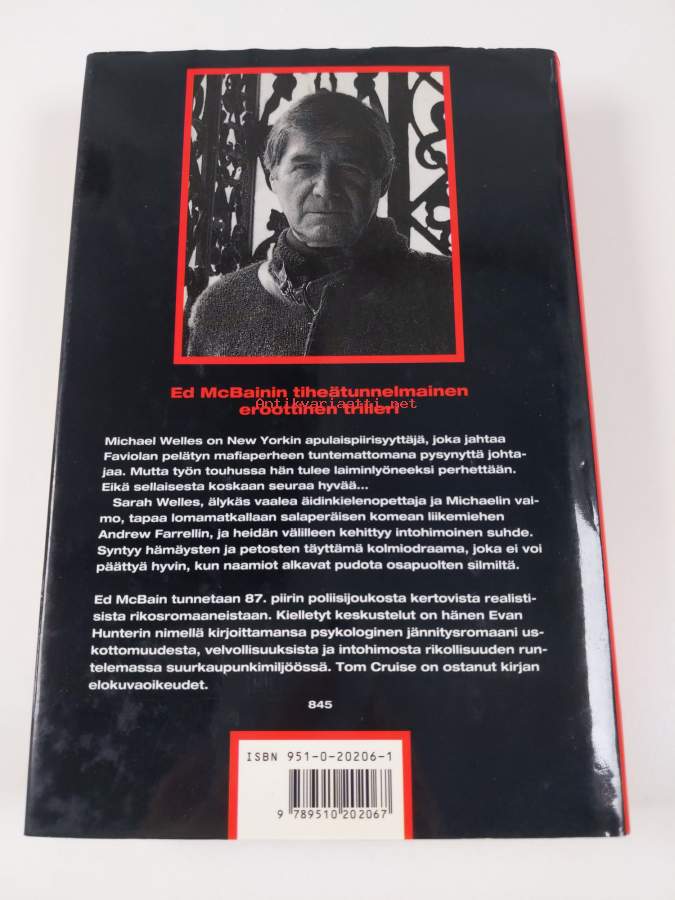 Ed McBainin tiheätunnelmainen
eroottinen trilleri
Antikvariaatti.net
Michael Welles on New Yorkin apulaispiirisyyttäjä, joka jahtaa
Faviolan pelätyn mafiaperheen tuntemattomana pysynyttä johta-
jaa. Mutta työn touhussa hän tulee laiminlyöneeksi perhettään.
Eikä sellaisesta koskaan seuraa hyvää...
Sarah Welles, älykäs vaalea äidinkielenopettaja ja Michaelin vai-
mo, tapaa lomamatkallaan salaperäisen komean liikemiehen
Andrew Farrellin, ja heidän välilleen kehittyy intohimoinen suhde.
Syntyy hämäysten ja petosten täyttämä kolmiodraama, joka ei voi
päättyä hyvin, kun naamiot alkavat pudota osapuolten silmiltä.
Ed McBain tunnetaan 87. piirin poliisijoukosta kertovista realisti-
sista rikosromaaneistaan. Kielletyt keskustelut on hänen Evan
Hunterin nimellä kirjoittamansa psykologinen jännitysromaani us-
kottomuudesta, velvollisuuksista ja intohimosta rikollisuuden run-
telemassa suurkaupunkimiljöössä. Tom Cruise on ostanut kirjan
elokuvaoikeudet.
845
ISBN 951-0-20206-1
9 789510 202067